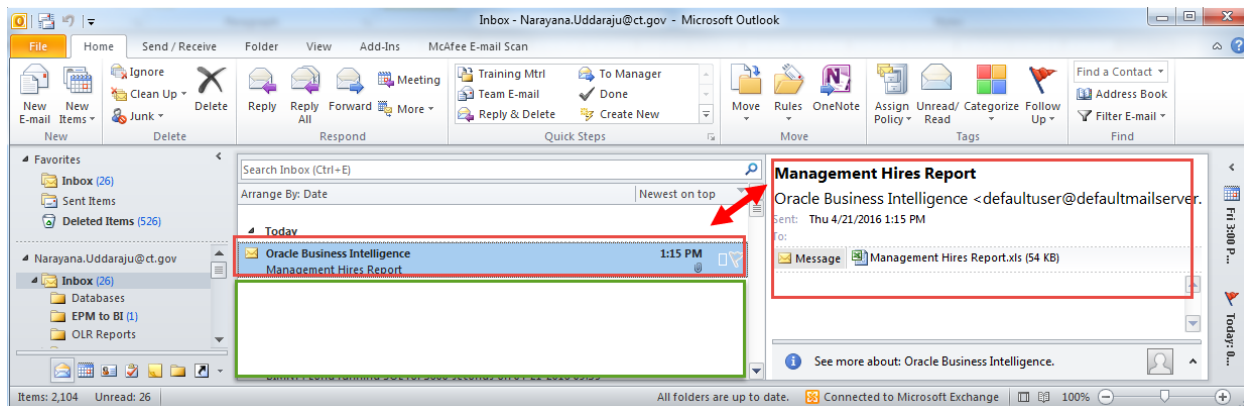 Inbox - Narayana.Uddaraju@ct.gov - Microsoft Outlook
File Home Send / Receive Folder View Add-Ins McAfee E-mail Scan
New E-mail
New Items
New
Ignore
Clean Up
Junk
Delete
Delete
Reply
Reply All
Forward
Meeting
More
Respond
Training Mtrl
Team E-mail
Reply & Delete
To Manager
Done
Create New
Quick Steps
Move
Rules
OneNote
Move
Assign Policy
Unread/ Read
Categorize
Follow Up
Tags
Find a Contact
Address Book
Filter E-mail
Find
Favorites
Inbox (26)
Sent Items
Deleted Items (526)
Narayana.Uddaraju@ct.gov
Inbox (26)
Databases
EPM to BI (1)
OLR Reports
Search Inbox (Ctrl+E)
Arrange By: Date Newest on top
Today
Oracle Business Intelligence 1:15 PM
Management Hires Report
Management Hires Report
Oracle Business Intelligence <defaultuser@defaultmailserver.
Sent: Thu 4/21/2016 1:15 PM
To:
Message Management Hires Report.xls (54 KB)
See more about: Oracle Business Intelligence.
Fri 3:00 P...
Today: 0...
Items: 2,104 Unread: 26 All folders are up to date. Connected to Microsoft Exchange 100%